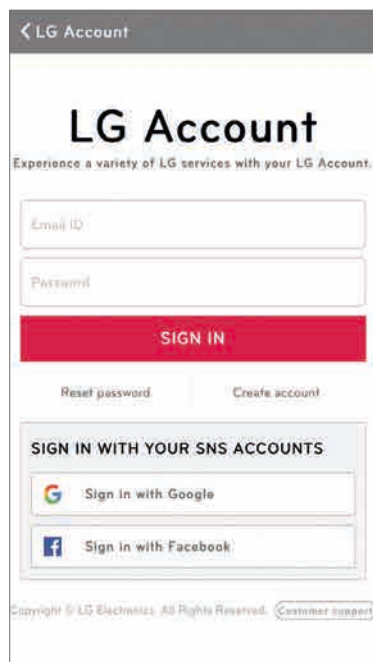 LG Account
LG Account
Experience a variety of LG services with your LG Account.
Email ID
Password
SIGN IN
Reset password
Create account
SIGN IN WITH YOUR SNS ACCOUNTS
Sign in with Google
Sign in with Facebook
Copyright © LG Electronics. All Rights Reserved. Customer support